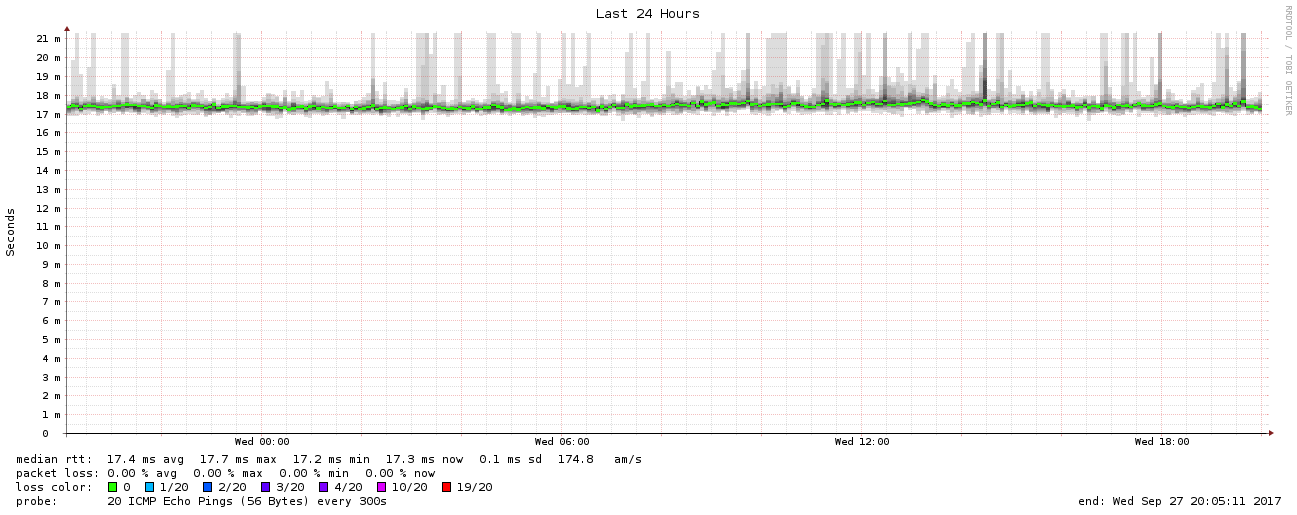 Last 24 Hours
RRDTOOL / TOBI OETIKER
Seconds
21 m
20 m
19 m
18 m
17 m
16 m
15 m
14 m
13 m
12 m
11 m
10 m
9 m
8 m
7 m
6 m
5 m
4 m
3 m
2 m
1 m
0
Wed 00:00 Wed 06:00 Wed 12:00 Wed 18:00
median rtt: 17.4 ms avg 17.7 ms max 17.2 ms min 17.3 ms now 0.1 ms sd 174.8 am/s
packet loss: 0.00 % avg 0.00 % max 0.00 % min 0.00 % now
loss color: 0 1/20 2/20 3/20 4/20 10/20 19/20
probe: 20 ICMP Echo Pings (56 Bytes) every 300s end: Wed Sep 27 20:05:11 2017